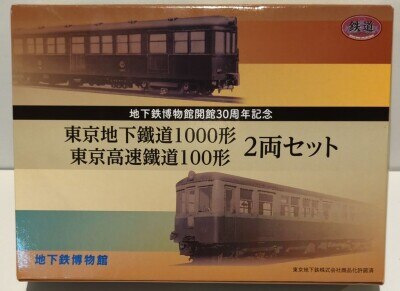 鉄道
地下鉄博物館開館30周年記念
東京地下鐵道1000形
東京高速鐵道100形
2両セット
地下鉄博物館
東京地下鉄株式会社商品化許諾済